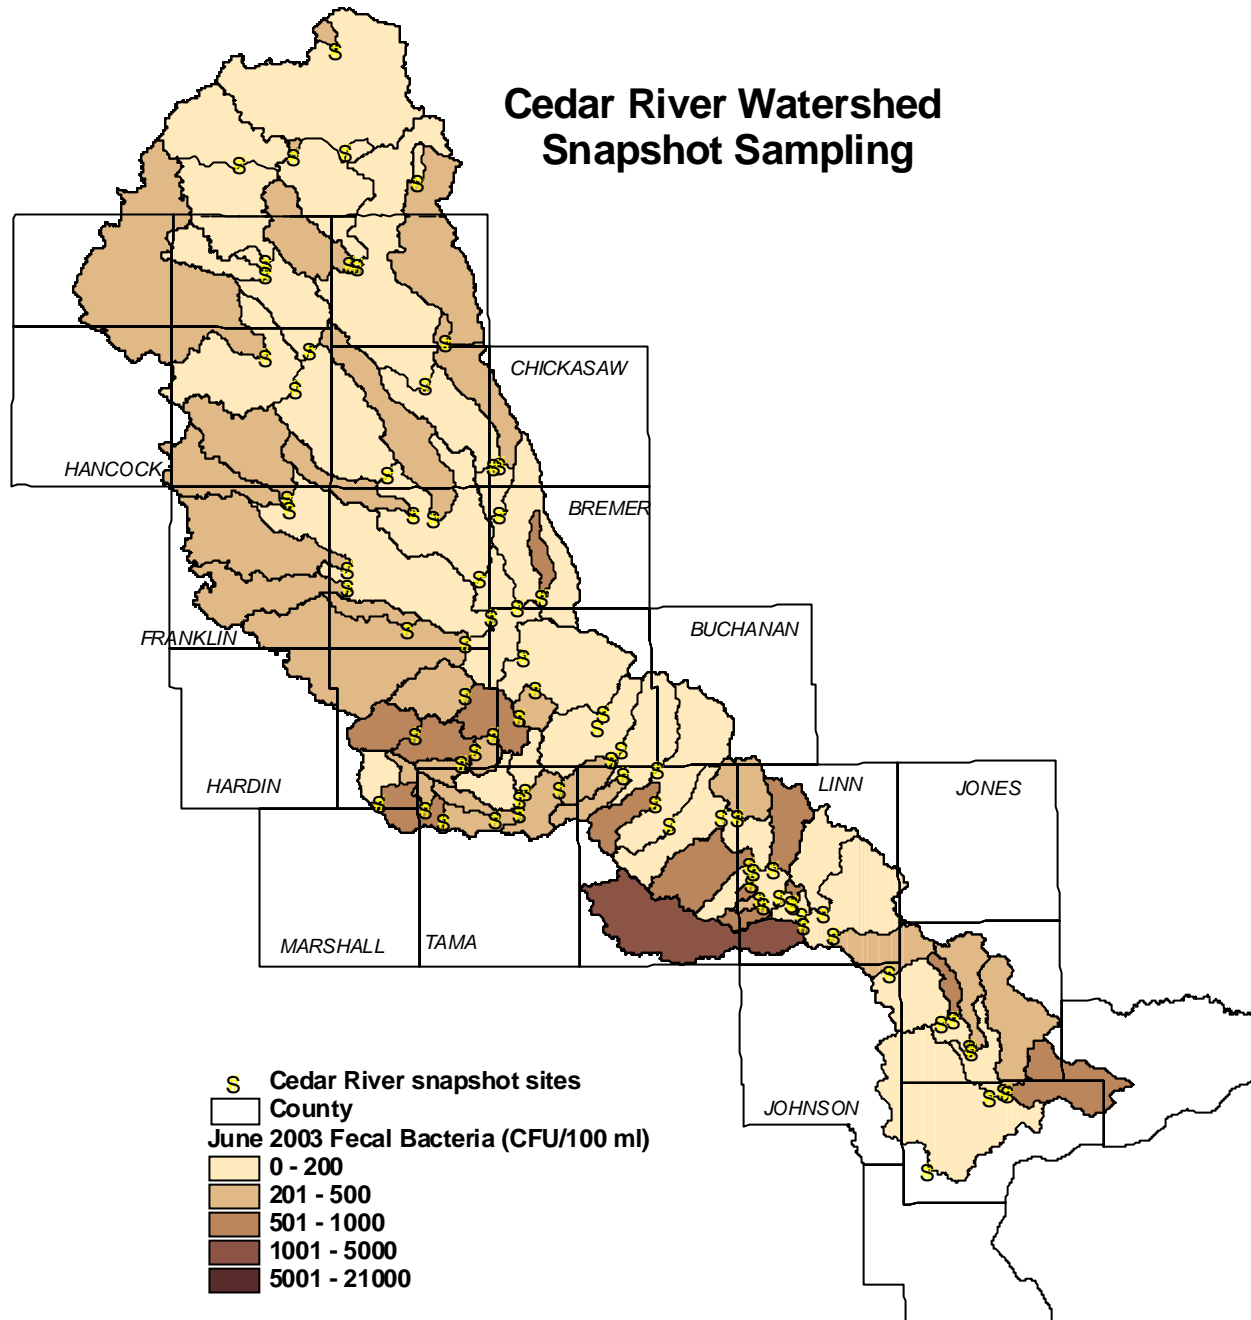 Cedar River Watershed
Snapshot Sampling
CHICKASAW
HANCOCK
BREMER
BUCHANAN
FRANKLIN
HARDIN
LINN
JONES
MARSHALL
TAMA
JOHNSON
S Cedar River snapshot sites
County
June 2003 Fecal Bacteria (CFU/100 ml)
0 - 200
201 - 500
501 - 1000
1001 - 5000
5001 - 21000